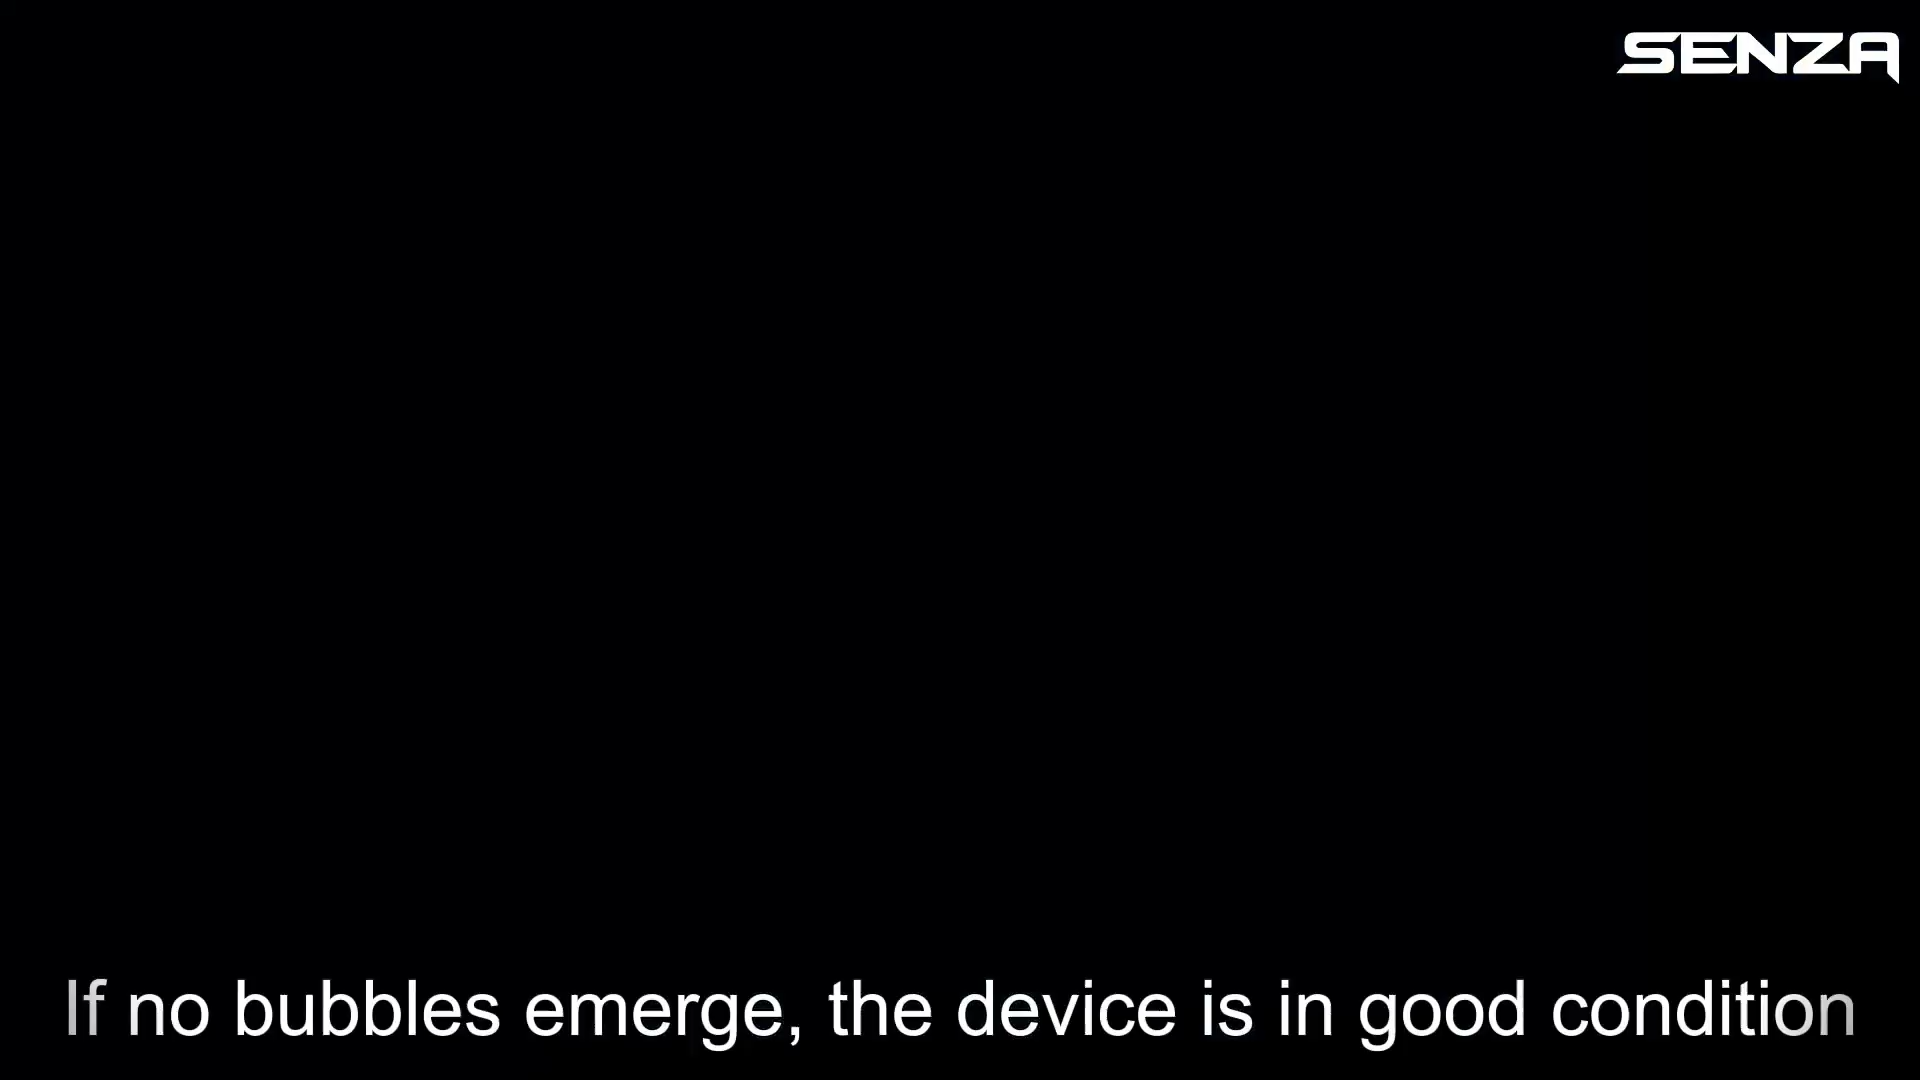 SENZA
If no bubbles emerge, the device is in good condition